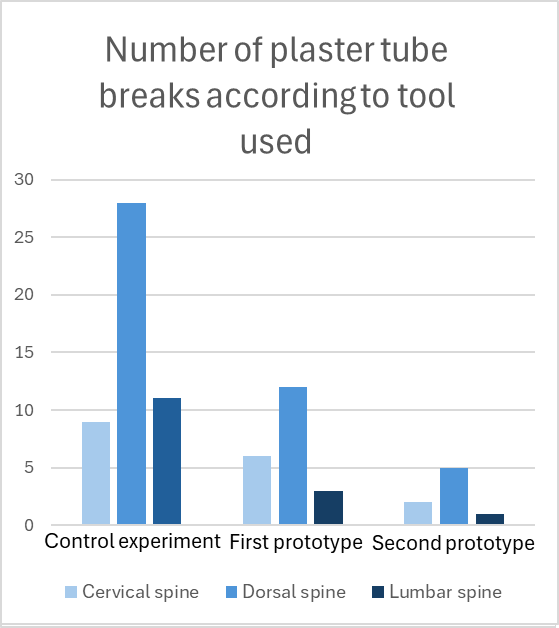 Number of plaster tube
breaks according to tool
used
30
25
20
15
10
5
0
Control experiment First prototype Second prototype
Cervical spine Dorsal spine Lumbar spine